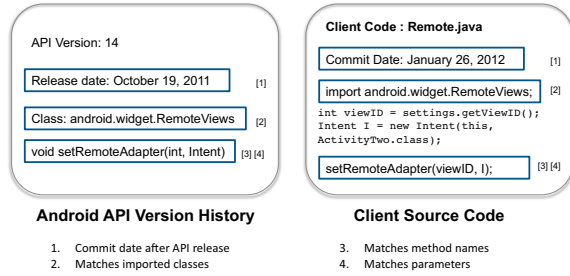 API Version: 14
Release date: October 19, 2011 [1]
Class: android.widget.RemoteViews [2]
void setRemoteAdapter(int, Intent) [3] [4]
Android API Version History
Client Code : Remote.java
Commit Date: January 26, 2012 [1]
import android.widget.RemoteViews; [2]
int viewID = settings.getViewID();
Intent I = new Intent(this,
ActivityTwo.class);
setRemoteAdapter(viewID, I); [3] [4]
Client Source Code
1. Commit date after API release
2. Matches imported classes
3. Matches method names
4. Matches parameters